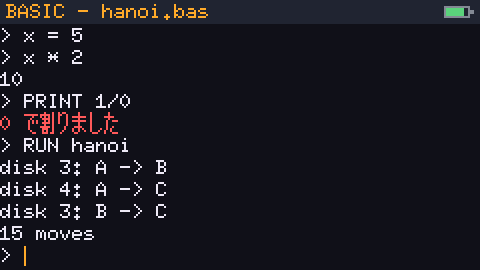 BASIC - hanoi.bas
> x = 5
> x * 2
10
> PRINT 1/0
0 で割りました
> RUN hanoi
disk 3: A -> B
disk 4: A -> C
disk 3: B -> C
15 moves
>